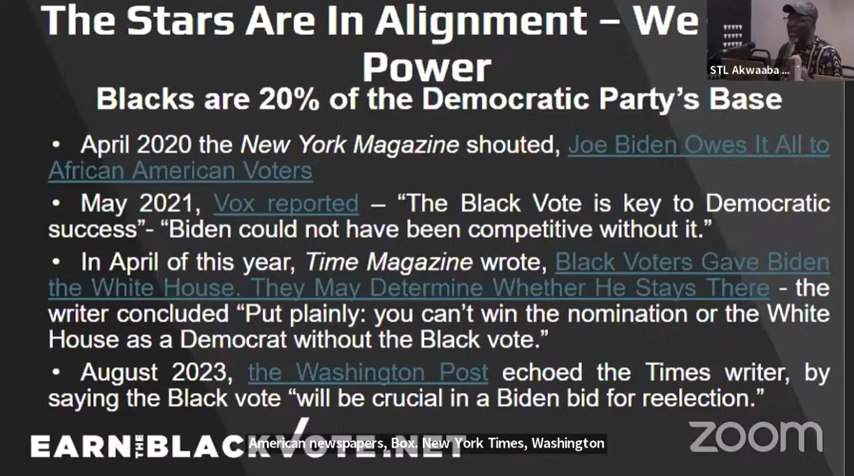 The Stars Are In Alignment – We
Power
STL Akwaaba ...
Blacks are 20% of the Democratic Party's Base
• April 2020 the New York Magazine shouted, Joe Biden Owes It All to
African American Voters
• May 2021, Vox reported – “The Black Vote is key to Democratic
success”- “Biden could not have been competitive without it.”
• In April of this year, Time Magazine wrote, Black Voters Gave Biden
the White House. They May Determine Whether He Stays There - the
writer concluded “Put plainly: you can’t win the nomination or the White
House as a Democrat without the Black vote.”
• August 2023, the Washington Post echoed the Times writer, by
saying the Black vote “will be crucial in a Biden bid for reelection.”
EARN THE BLACK VOTE.NET
American newspapers, Box. New York Times, Washington
zoom